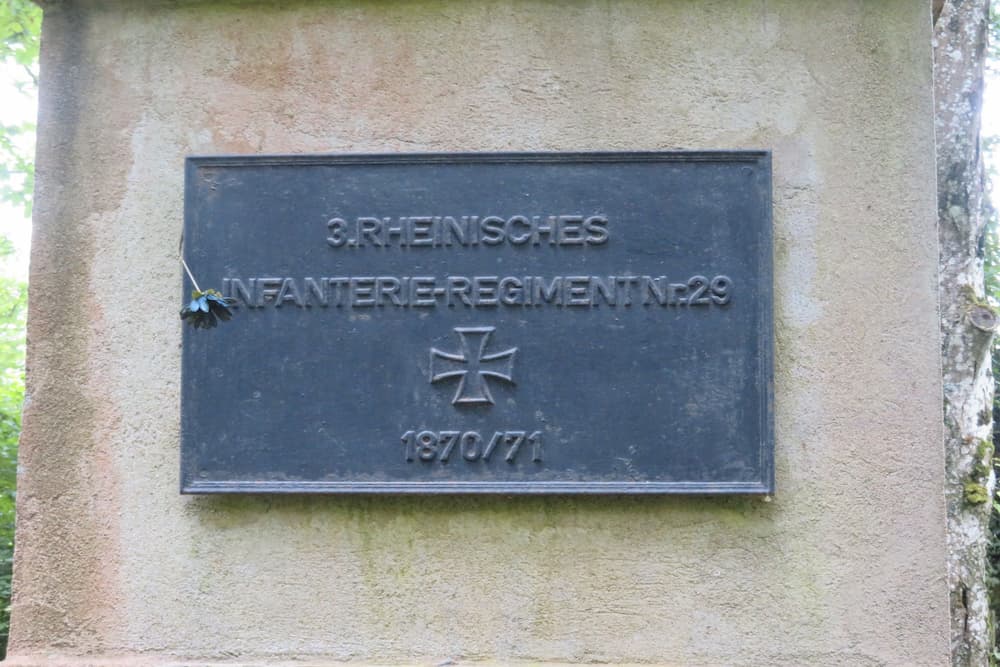 3.RHEINISCHES
INFANTERIE-REGIMENT Nr.29
1870/71